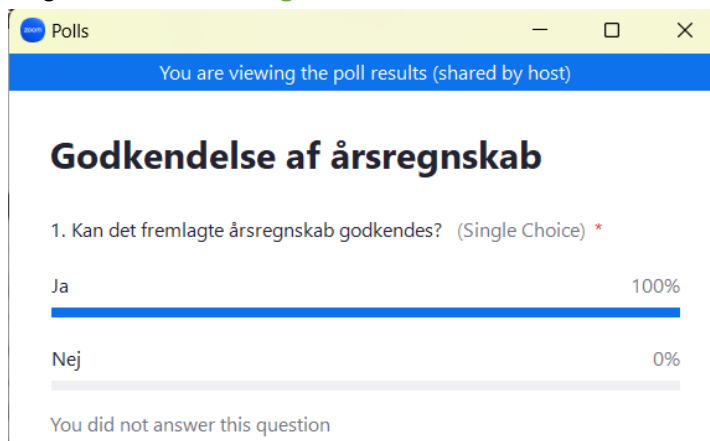 zoom Polls
You are viewing the poll results (shared by host)
Godkendelse af årsregnskab
1. Kan det fremlagte årsregnskab godkendes? (Single Choice) *
Ja 100%
Nej 0%
You did not answer this question